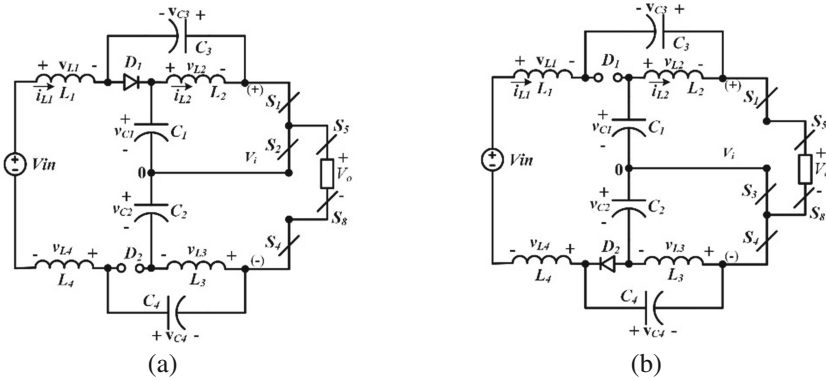 - vC3 +
C3
+ vL1 -
D1
+ vL2 -
iL1
L1
iL2
L2
(+)
S1
S5
+
vC1
-
C1
S2
Vi
+
Vo
-
Vin
0
+
vC2
-
C2
S4
S8
- vL4 +
D2
- vL3 +
(-)
L4
L3
C4
+ vC4 -
(a)
- vC3 +
C3
+ vL1 -
D1
+ vL2 -
iL1
L1
iL2
L2
(+)
S1
S5
+
vC1
-
C1
Vi
+
V
-
Vin
0
+
vC2
-
C2
S3
S4
S8
- vL4 +
D2
- vL3 +
(-)
L4
L3
C4
+ vC4 -
(b)